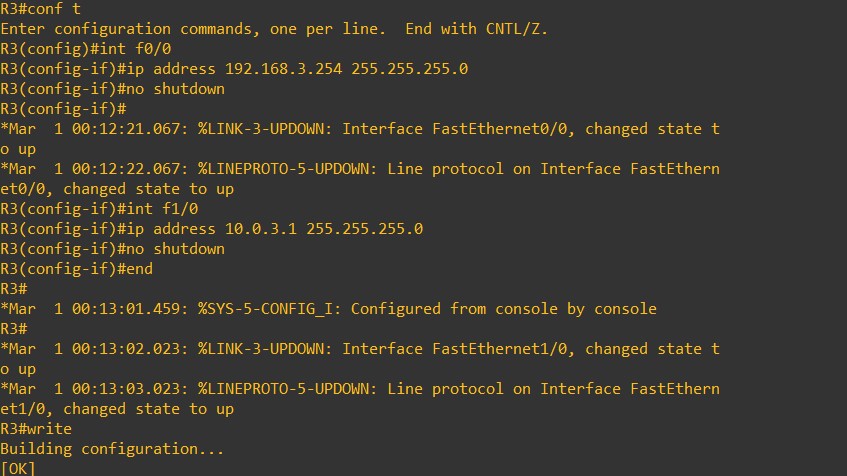 R3#conf t
Enter configuration commands, one per line.  End with CNTL/Z.
R3(config)#int f0/0
R3(config-if)#ip address 192.168.3.254 255.255.255.0
R3(config-if)#no shutdown
R3(config-if)#
*Mar  1 00:12:21.067: %LINK-3-UPDOWN: Interface FastEthernet0/0, changed state t
o up
*Mar  1 00:12:22.067: %LINEPROTO-5-UPDOWN: Line protocol on Interface FastEthern
et0/0, changed state to up
R3(config-if)#int f1/0
R3(config-if)#ip address 10.0.3.1 255.255.255.0
R3(config-if)#no shutdown
R3(config-if)#end
R3#
*Mar  1 00:13:01.459: %SYS-5-CONFIG_I: Configured from console by console
R3#
*Mar  1 00:13:02.023: %LINK-3-UPDOWN: Interface FastEthernet1/0, changed state t
o up
*Mar  1 00:13:03.023: %LINEPROTO-5-UPDOWN: Line protocol on Interface FastEthern
et1/0, changed state to up
R3#write
Building configuration...
[OK]